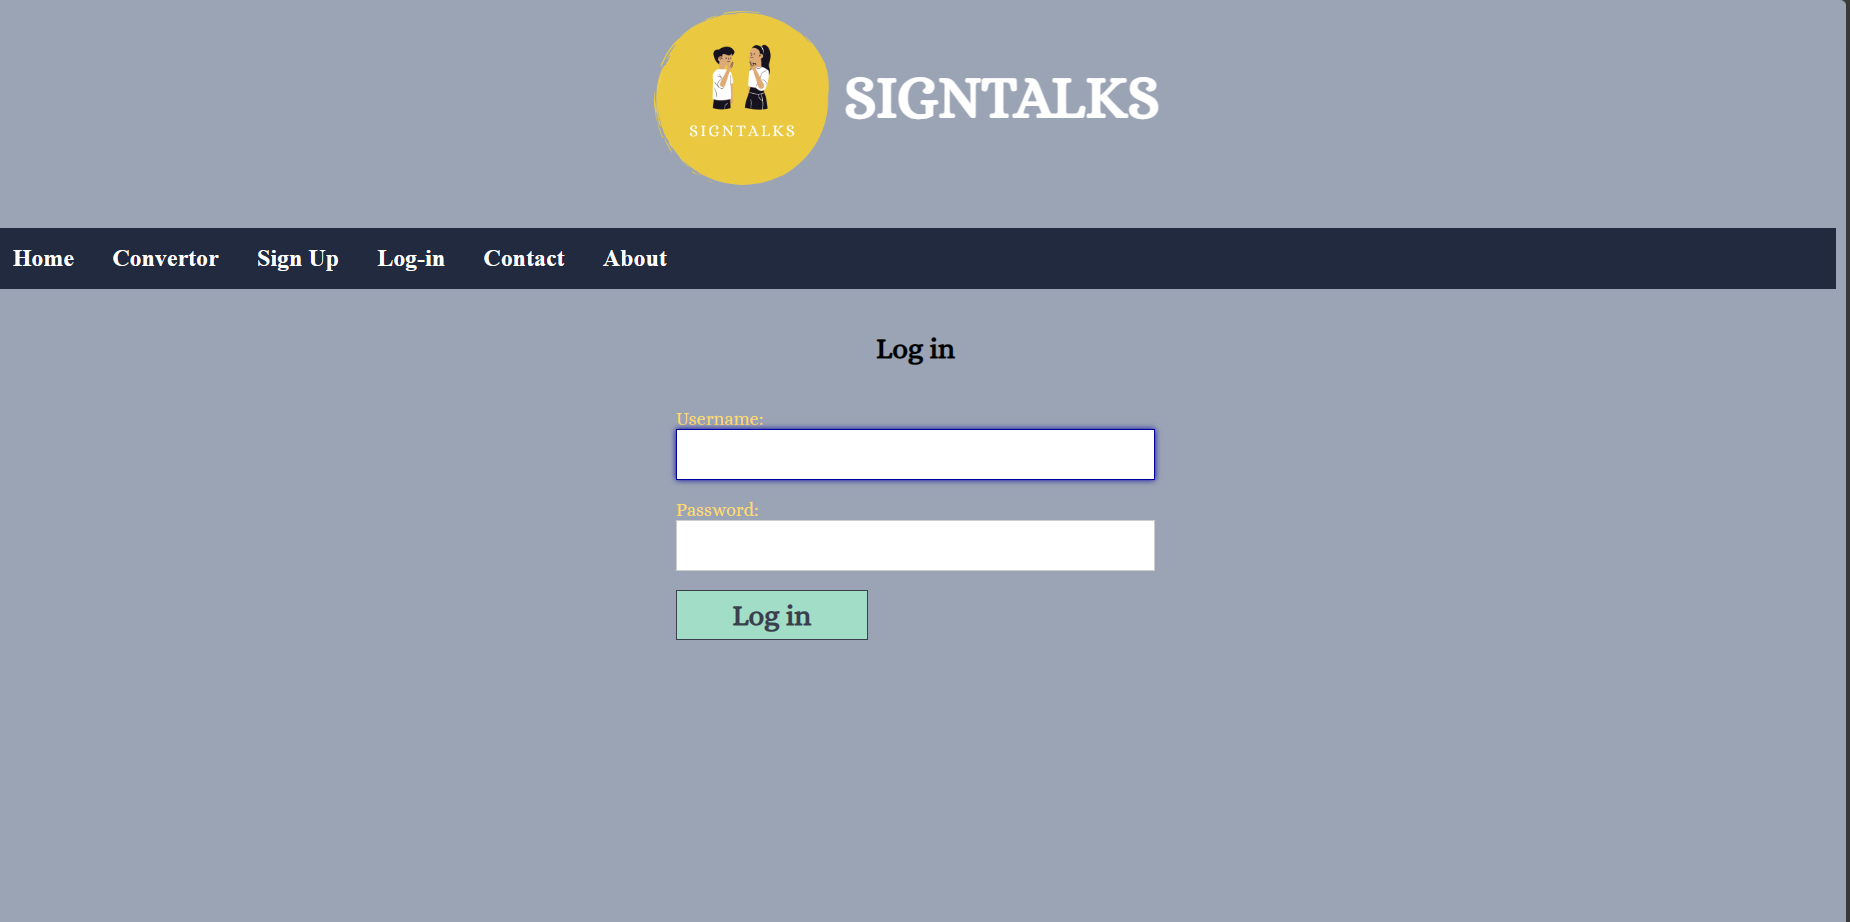 SIGNTALKS
SIGNTALKS
Home Convertor Sign Up Log-in Contact About
Log in
Username:
Password:
Log in